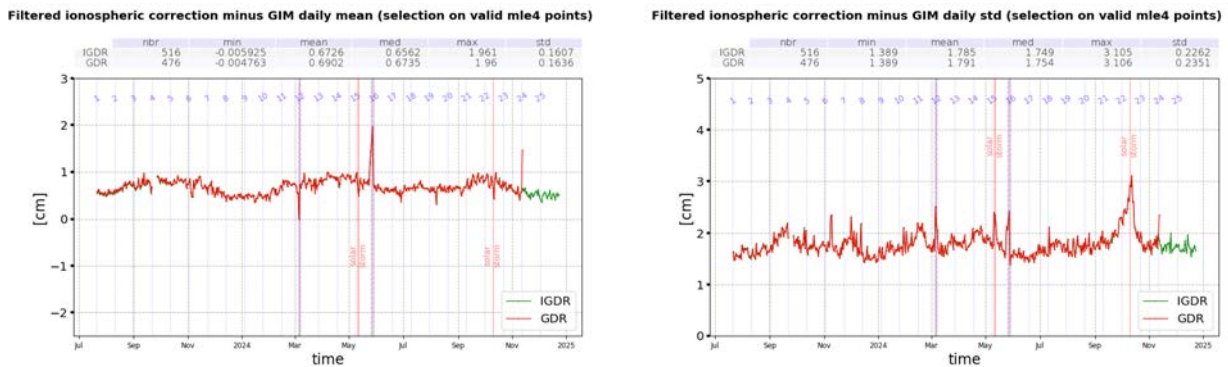 Filtered ionospheric correction minus GIM daily mean (selection on valid mle4 points)
nbr min mean med max std
IGDR 516 -0.005925 0.6726 0.6562 1.961 0.1607
GDR 476 -0.004763 0.6902 0.6735 1.96 0.1636
3
1 2 3 4 5 6 7 8 9 10 11 12 13 14 15 16 17 18 19 20 21 22 23 24 25
2
1
0
[cm]
−1
solar storm
solar storm
−2
IGDR
GDR
Jul Sep Nov 2024 Mar May Jul Sep Nov 2025
time
Filtered ionospheric correction minus GIM daily std (selection on valid mle4 points)
nbr min mean med max std
IGDR 516 1.389 1.785 1.749 3.105 0.2262
GDR 476 1.389 1.791 1.754 3.106 0.2351
5
1 2 3 4 5 6 7 8 9 10 11 12 13 14 15 16 17 18 19 20 21 22 23 24 25
4
solar storm
solar storm
3
[cm]
2
1
IGDR
GDR
0
Jul Sep Nov 2024 Mar May Jul Sep Nov 2025
time